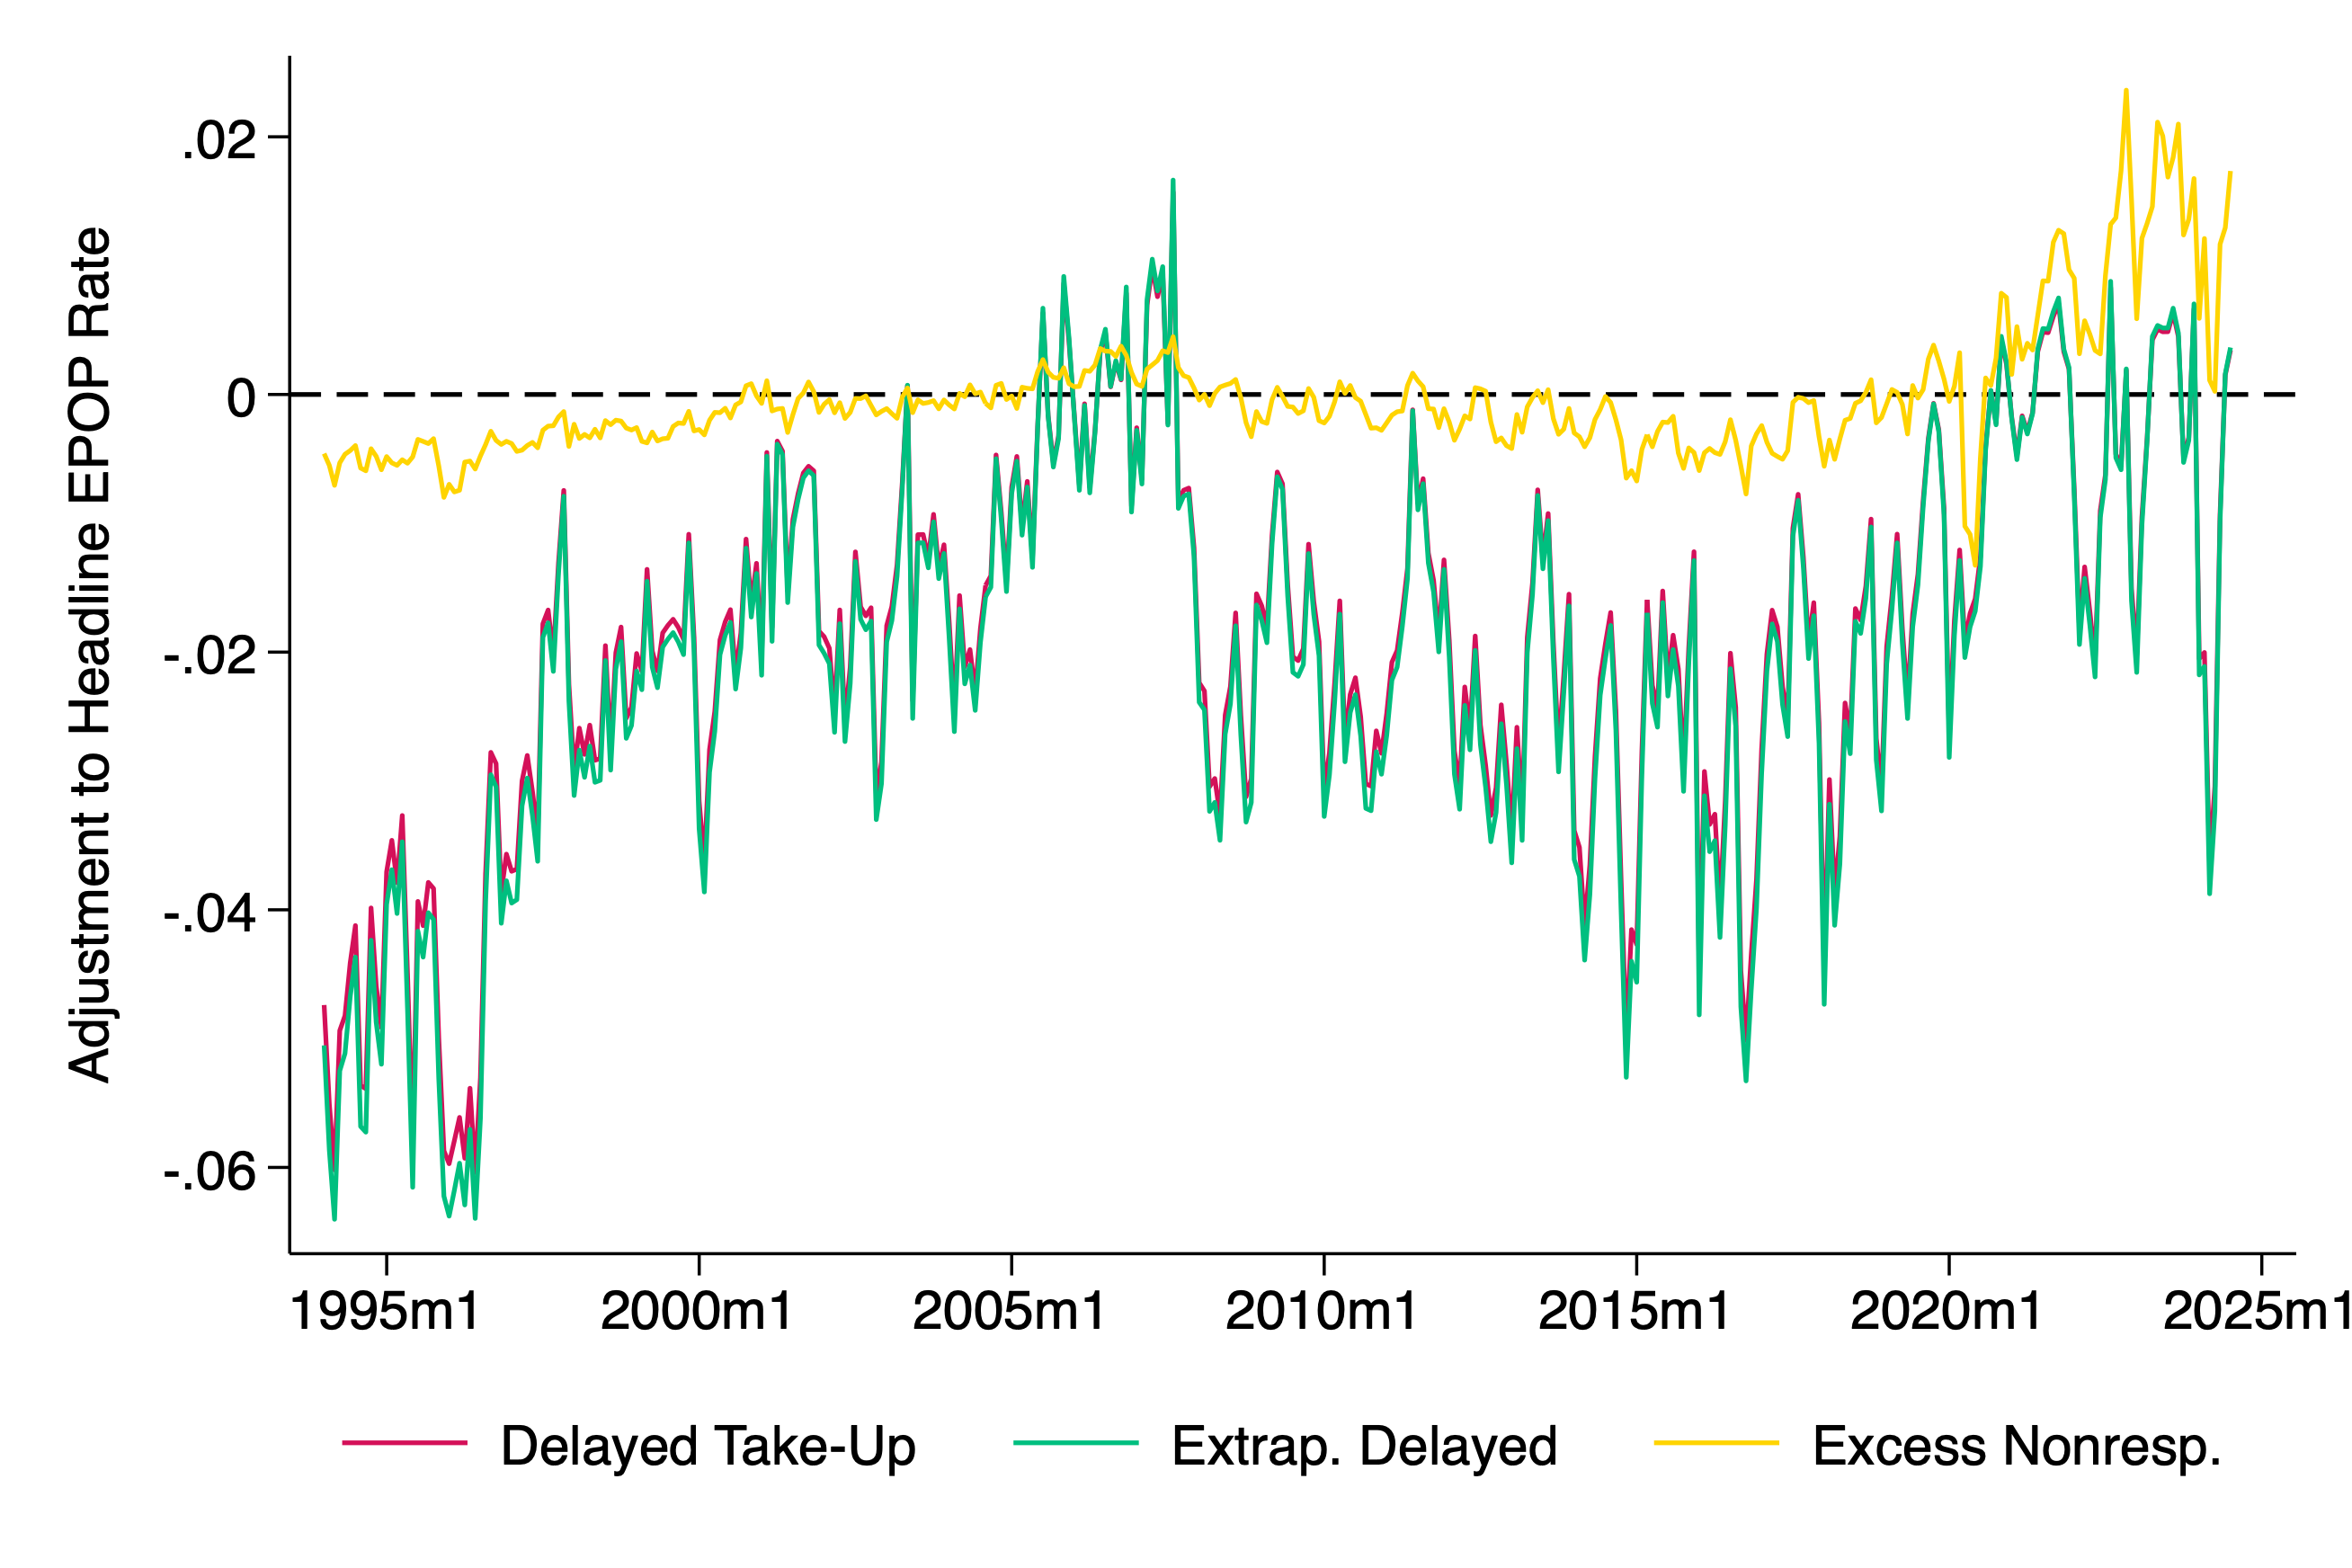 Adjustment to Headline EPOP Rate
.02
0
-.02
-.04
-.06
1995m1 2000m1 2005m1 2010m1 2015m1 2020m1 2025m1
Delayed Take-Up Extrap. Delayed Excess Nonresp.